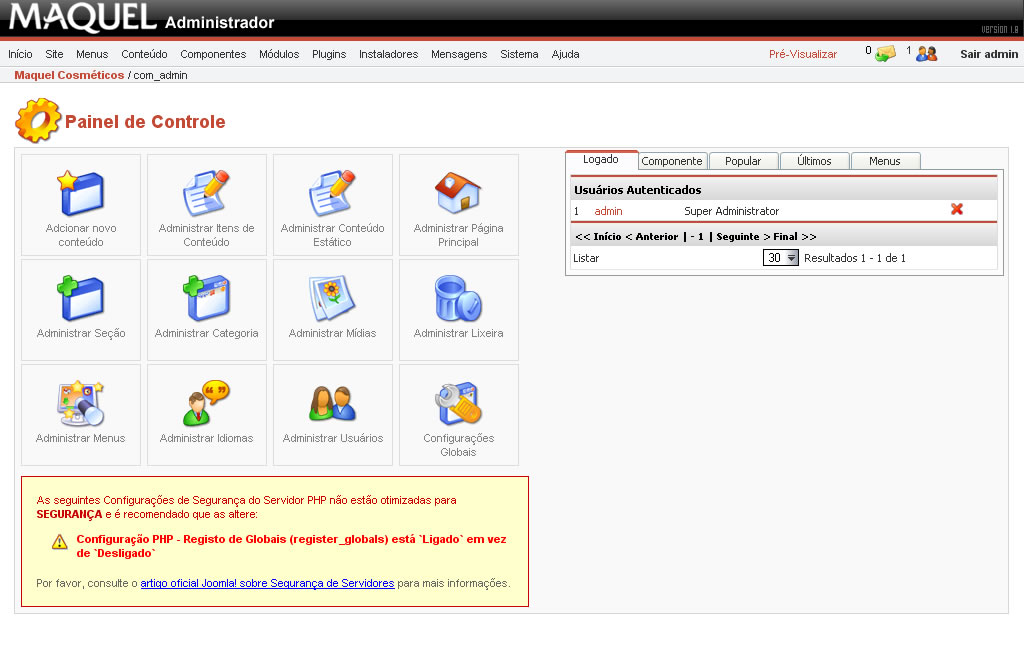 MAQUEL Administrador
version 1.8
Início Site Menus Conteúdo Componentes Módulos Plugins Instaladores Mensagens Sistema Ajuda Pré-Visualizar 0 1 Sair admin
Maquel Cosméticos / com_admin
Painel de Controle
Adcionar novo
conteúdo
Administrar Itens de
Conteúdo
Administrar Conteúdo
Estático
Administrar Página
Principal
Administrar Seção
Administrar Categoria
Administrar Mídias
Administrar Lixeira
Administrar Menus
Administrar Idiomas
Administrar Usuários
Configurações
Globais
As seguintes Configurações de Segurança do Servidor PHP não estão otimizadas para
SEGURANÇA e é recomendado que as altere:
Configuração PHP - Registo de Globais (register_globals) está `Ligado` em vez
de `Desligado`
Por favor, consulte o artigo oficial Joomla! sobre Segurança de Servidores para mais informações.
Logado Componente Popular Últimos Menus
Usuários Autenticados
1 admin Super Administrator
<< Início < Anterior | - 1 | Seguinte > Final >>
Listar 30 Resultados 1 - 1 de 1